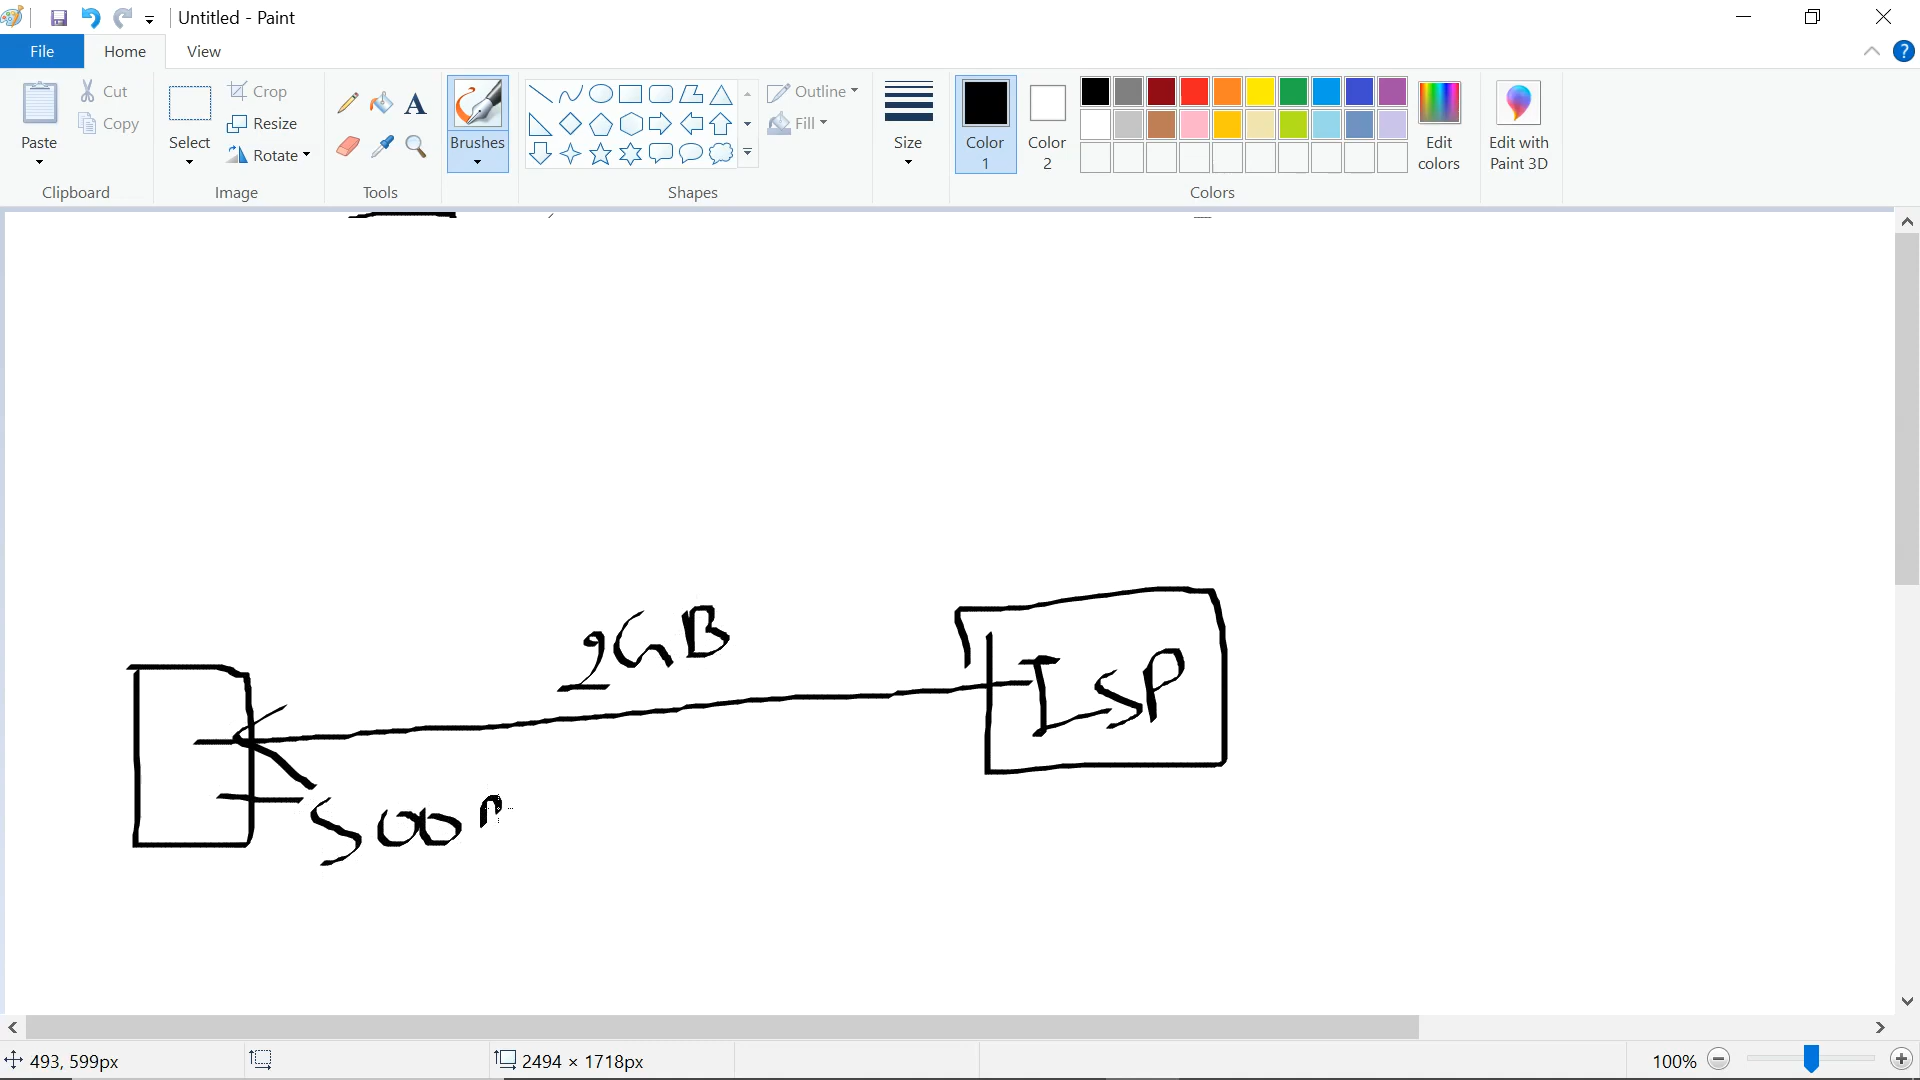 Untitled - Paint
File
Home
View
Paste
Cut
Copy
Clipboard
Select
Crop
Resize
Rotate
Image
A
Tools
Brushes
Outline
Fill
Shapes
Size
Color
1
Color
2
Colors
Edit
colors
Edit with
Paint 3D
?
2GB
ISP
500
493, 599px
2494 × 1718px
100%